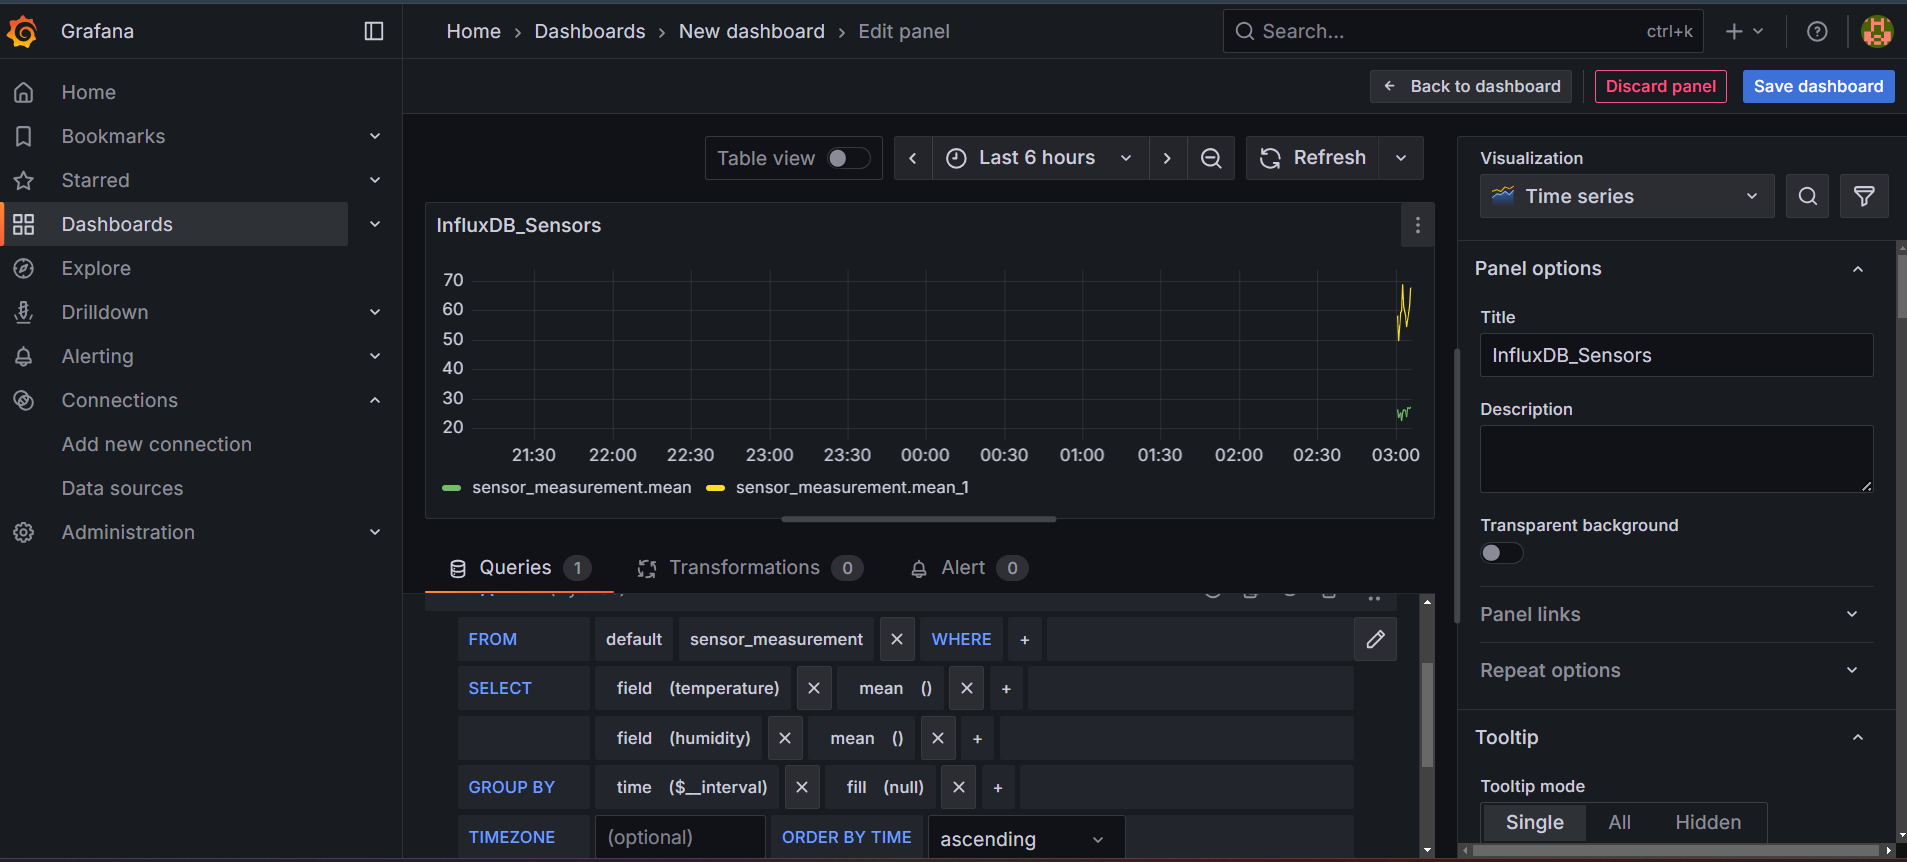 Grafana
Home › Dashboards › New dashboard › Edit panel
Search... ctrl+k
Back to dashboard
Discard panel
Save dashboard
Home
Bookmarks
Starred
Dashboards
Explore
Drilldown
Alerting
Connections
Add new connection
Data sources
Administration
Table view
Last 6 hours
Refresh
InfluxDB_Sensors
70
60
50
40
30
20
21:30 22:00 22:30 23:00 23:30 00:00 00:30 01:00 01:30 02:00 02:30 03:00
sensor_measurement.mean sensor_measurement.mean_1
Queries 1 Transformations 0 Alert 0
FROM default sensor_measurement WHERE +
SELECT field (temperature) mean () +
field (humidity) mean () +
GROUP BY time ($__interval) fill (null) +
TIMEZONE (optional) ORDER BY TIME ascending
Visualization
Time series
Panel options
Title
InfluxDB_Sensors
Description
Transparent background
Panel links
Repeat options
Tooltip
Tooltip mode
Single All Hidden